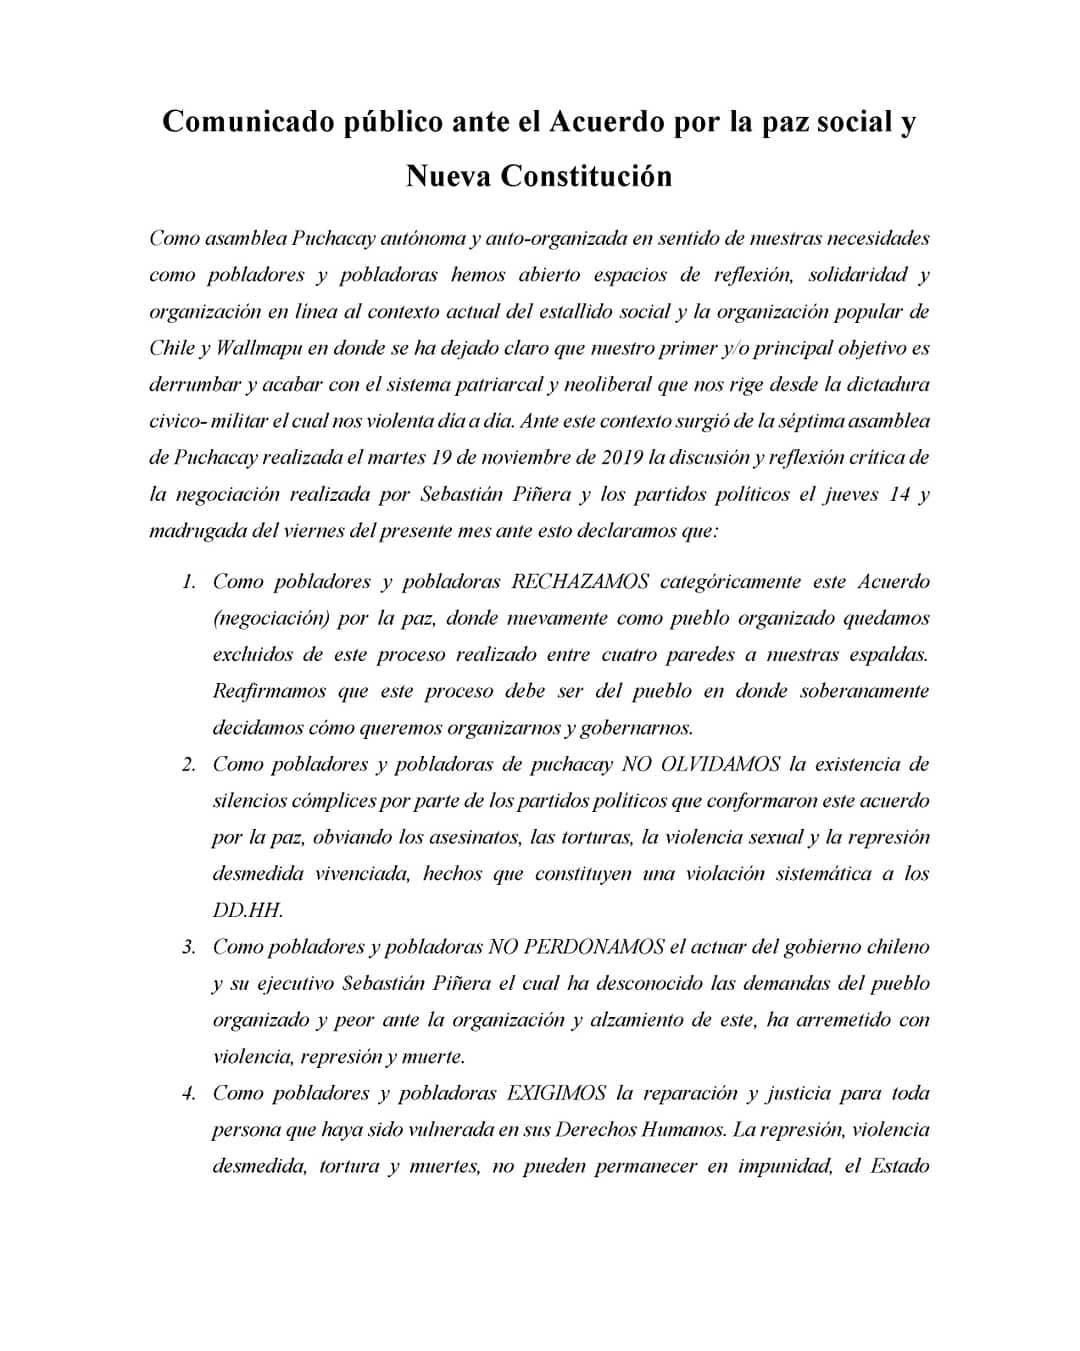 Comunicado público ante el Acuerdo por la paz social y
Nueva Constitución
Como asamblea Puchacay autónoma y auto-organizada en sentido de nuestras necesidades
como pobladores y pobladoras hemos abierto espacios de reflexión, solidaridad y
organización en línea al contexto actual del estallido social y la organización popular de
Chile y Wallmapu en donde se ha dejado claro que nuestro primer y/o principal objetivo es
derrumbar y acabar con el sistema patriarcal y neoliberal que nos rige desde la dictadura
civico- militar el cual nos violenta día a día. Ante este contexto surgió de la séptima asamblea
de Puchacay realizada el martes 19 de noviembre de 2019 la discusión y reflexión crítica de
la negociación realizada por Sebastián Piñera y los partidos políticos el jueves 14 y
madrugada del viernes del presente mes ante esto declaramos que:
1. Como pobladores y pobladoras RECHAZAMOS categóricamente este Acuerdo
(negociación) por la paz, donde nuevamente como pueblo organizado quedamos
excluidos de este proceso realizado entre cuatro paredes a nuestras espaldas.
Reafirmamos que este proceso debe ser del pueblo en donde soberanamente
decidamos cómo queremos organizarnos y gobernarnos.
2. Como pobladores y pobladoras de puchacay NO OLVIDAMOS la existencia de
silencios cómplices por parte de los partidos políticos que conformaron este acuerdo
por la paz, obviando los asesinatos, las torturas, la violencia sexual y la represión
desmedida vivenciada, hechos que constituyen una violación sistemática a los
DD.HH.
3. Como pobladores y pobladoras NO PERDONAMOS el actuar del gobierno chileno
y su ejecutivo Sebastián Piñera el cual ha desconocido las demandas del pueblo
organizado y peor ante la organización y alzamiento de este, ha arremetido con
violencia, represión y muerte.
4. Como pobladores y pobladoras EXIGIMOS la reparación y justicia para toda
persona que haya sido vulnerada en sus Derechos Humanos. La represión, violencia
desmedida, tortura y muertes, no pueden permanecer en impunidad, el Estado